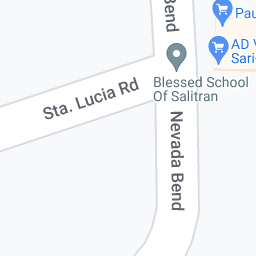 Bend
Pau
AD V
Sari-
Blessed School
Of Salitran
Sta. Lucia Rd
Nevada Bend